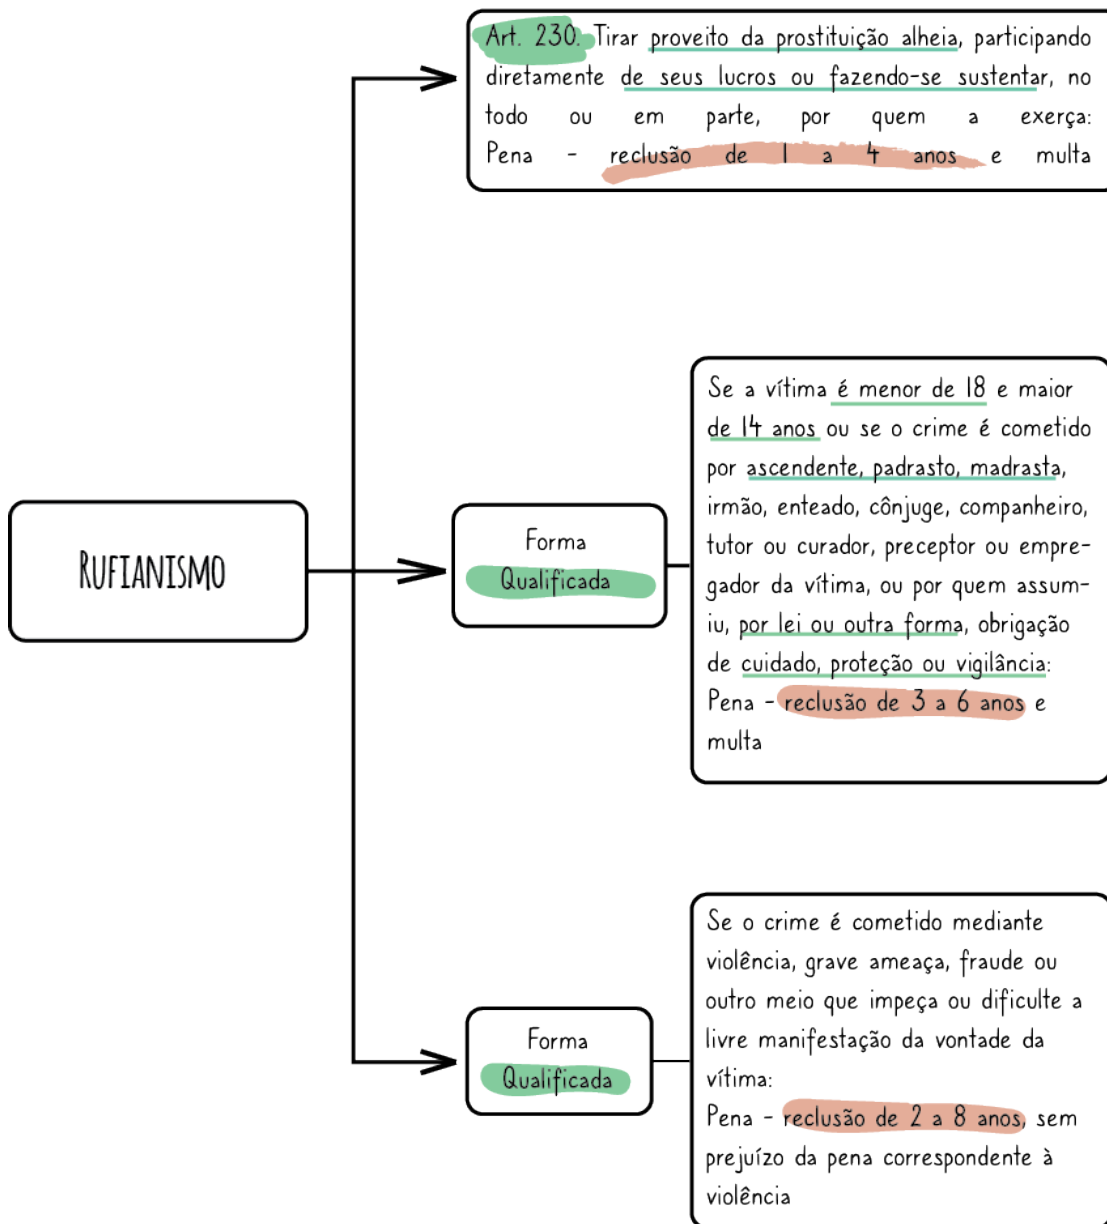 Art. 230. Tirar proveito da prostituição alheia, participando
diretamente de seus lucros ou fazendo-se sustentar, no
todo ou em parte, por quem a exerça:
Pena - reclusão de 1 a 4 anos e multa
RUFIANISMO
Forma
Qualificada
Se a vítima é menor de 18 e maior
de 14 anos ou se o crime é cometido
por ascendente, padrasto, madrasta,
irmão, enteado, cônjuge, companheiro,
tutor ou curador, preceptor ou empre-
gador da vítima, ou por quem assum-
iu, por lei ou outra forma, obrigação
de cuidado, proteção ou vigilância:
Pena - reclusão de 3 a 6 anos e
multa
Forma
Qualificada
Se o crime é cometido mediante
violência, grave ameaça, fraude ou
outro meio que impeça ou dificulte a
livre manifestação da vontade da
vítima:
Pena - reclusão de 2 a 8 anos, sem
prejuízo da pena correspondente à
violência